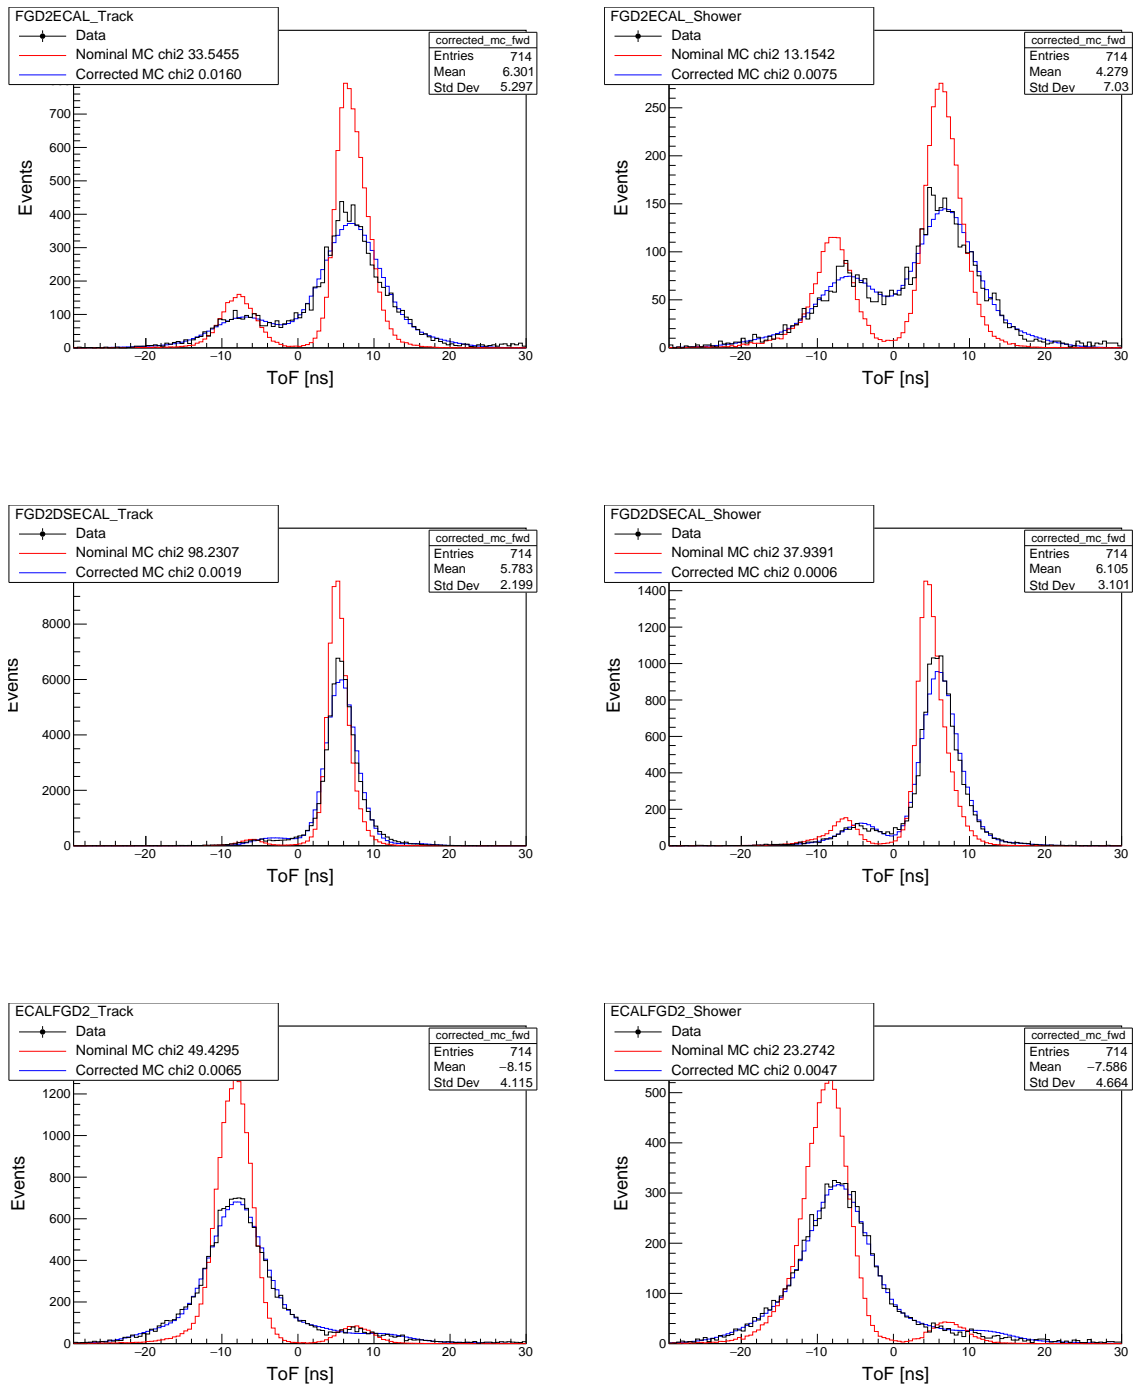 FGD2ECAL_Track
Data
Nominal MC chi2 33.5455
Corrected MC chi2 0.0160
corrected_mc_fwd
Entries 714
Mean 6.301
Std Dev 5.297
700
600
500
400
300
200
100
0
−20 −10 0 10 20 30
ToF [ns]
Events
FGD2ECAL_Shower
Data
Nominal MC chi2 13.1542
Corrected MC chi2 0.0075
corrected_mc_fwd
Entries 714
Mean 4.279
Std Dev 7.03
250
200
150
100
50
0
−20 −10 0 10 20 30
ToF [ns]
Events
FGD2DSECAL_Track
Data
Nominal MC chi2 98.2307
Corrected MC chi2 0.0019
corrected_mc_fwd
Entries 714
Mean 5.783
Std Dev 2.199
8000
6000
4000
2000
0
−20 −10 0 10 20 30
ToF [ns]
Events
FGD2DSECAL_Shower
Data
Nominal MC chi2 37.9391
Corrected MC chi2 0.0006
corrected_mc_fwd
Entries 714
Mean 6.105
Std Dev 3.101
1400
1200
1000
800
600
400
200
0
−20 −10 0 10 20 30
ToF [ns]
Events
ECALFGD2_Track
Data
Nominal MC chi2 49.4295
Corrected MC chi2 0.0065
corrected_mc_fwd
Entries 714
Mean −8.15
Std Dev 4.115
1200
1000
800
600
400
200
0
−20 −10 0 10 20 30
ToF [ns]
Events
ECALFGD2_Shower
Data
Nominal MC chi2 23.2742
Corrected MC chi2 0.0047
corrected_mc_fwd
Entries 714
Mean −7.586
Std Dev 4.664
500
400
300
200
100
0
−20 −10 0 10 20 30
ToF [ns]
Events